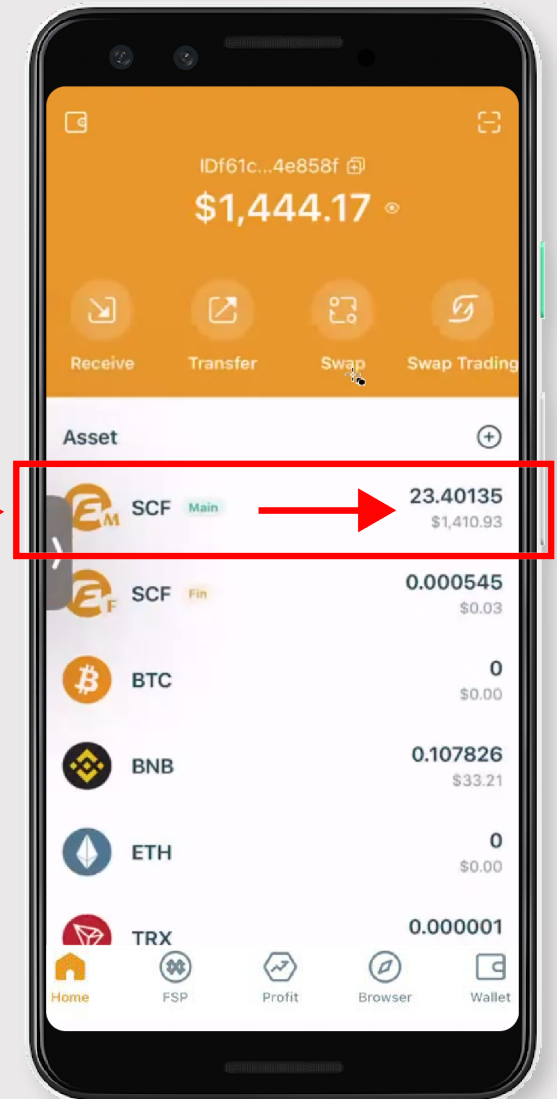 IDf61c...4e858f
$1,444.17
Receive Transfer Swap Swap Trading
Asset
SCF Main 23.40135
$1,410.93
SCF Fin 0.000545
$0.03
BTC 0
$0.00
BNB 0.107826
$33.21
ETH 0
$0.00
TRX 0.000001
Home FSP Profit Browser Wallet